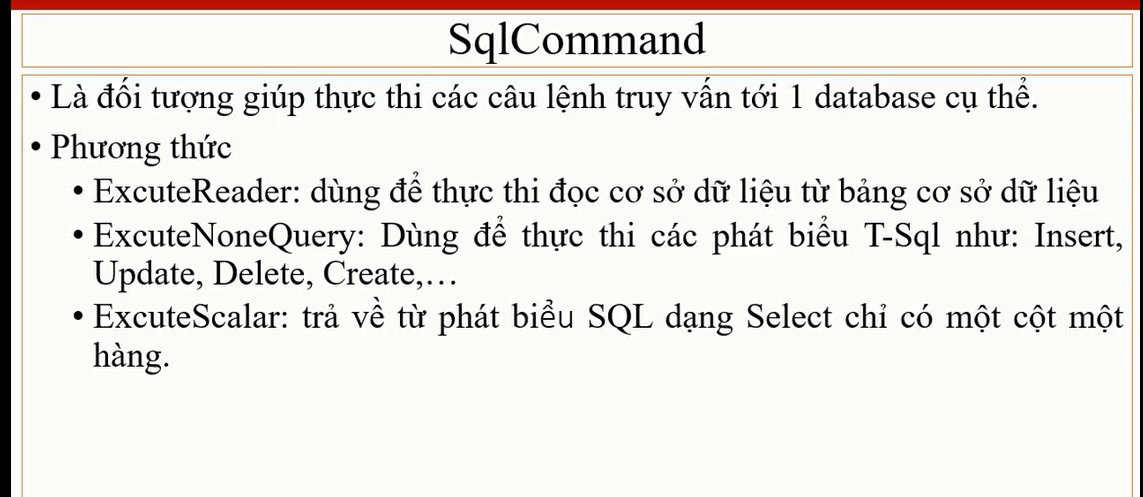 SqlCommand
• Là đối tượng giúp thực thi các câu lệnh truy vấn tới 1 database cụ thể.
• Phương thức
• ExcuteReader: dùng để thực thi đọc cơ sở dữ liệu từ bảng cơ sở dữ liệu
• ExcuteNoneQuery: Dùng để thực thi các phát biểu T-Sql như: Insert,
Update, Delete, Create,…
• ExcuteScalar: trả về từ phát biểu SQL dạng Select chỉ có một cột một
hàng.